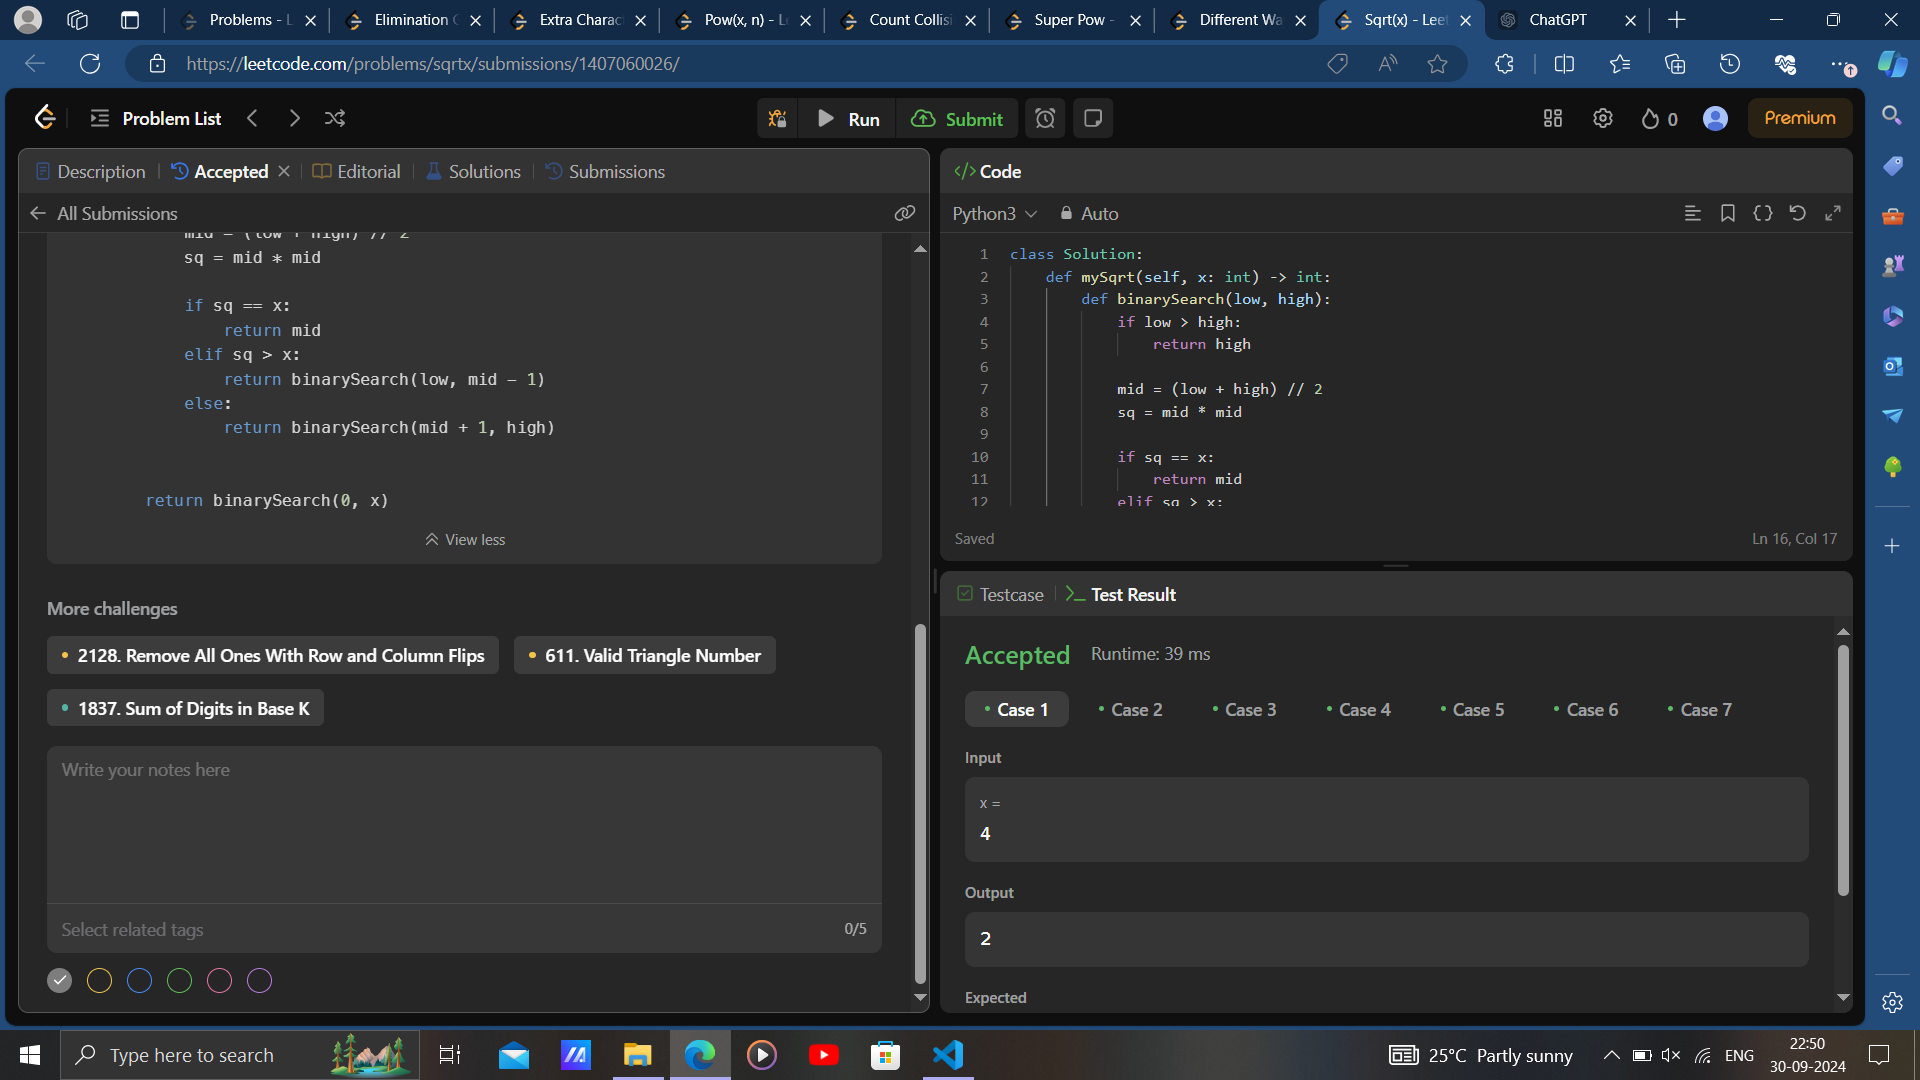 Problems - L
Elimination G
Extra Charac
Pow(x, n) - Le
Count Collisi
Super Pow -
Different Wa
Sqrt(x) - Leet
ChatGPT
https://leetcode.com/problems/sqrtx/submissions/1407060026/
Problem List
Run
Submit
0
Premium
Description
Accepted
Editorial
Solutions
Submissions
All Submissions
mid = (low + high) // 2
sq = mid * mid
if sq == x:
return mid
elif sq > x:
return binarySearch(low, mid - 1)
else:
return binarySearch(mid + 1, high)
return binarySearch(0, x)
View less
More challenges
2128. Remove All Ones With Row and Column Flips
611. Valid Triangle Number
1837. Sum of Digits in Base K
Write your notes here
Select related tags
0/5
</> Code
Python3
Auto
1 class Solution:
2 def mySqrt(self, x: int) -> int:
3 def binarySearch(low, high):
4 if low > high:
5 return high
6
7 mid = (low + high) // 2
8 sq = mid * mid
9
10 if sq == x:
11 return mid
12 elif sq > x:
Saved
Ln 16, Col 17
Testcase
Test Result
Accepted
Runtime: 39 ms
Case 1
Case 2
Case 3
Case 4
Case 5
Case 6
Case 7
Input
x =
4
Output
2
Expected
Type here to search
25°C Partly sunny
ENG
22:50
30-09-2024